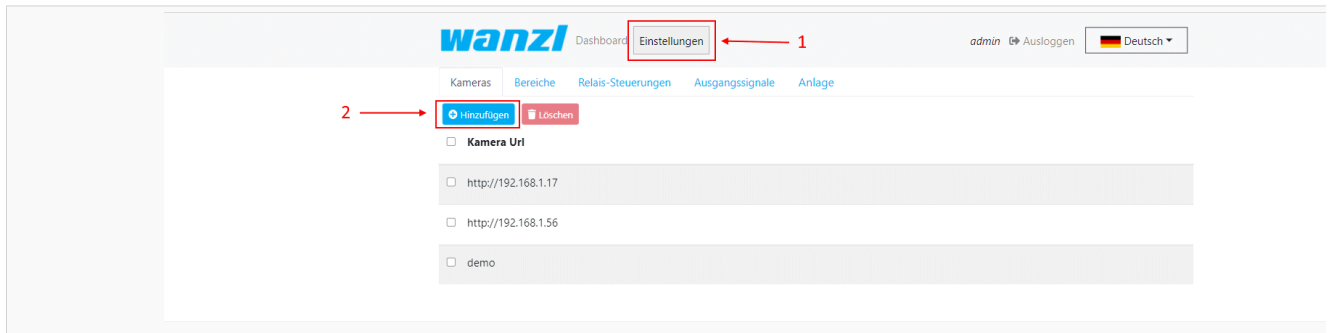 wanzl Dashboard Einstellungen 1 admin Ausloggen Deutsch
Kameras Bereiche Relais-Steuerungen Ausgangssignale Anlage
2 Hinzufügen Löschen
Kamera Url
http://192.168.1.17
http://192.168.1.56
demo